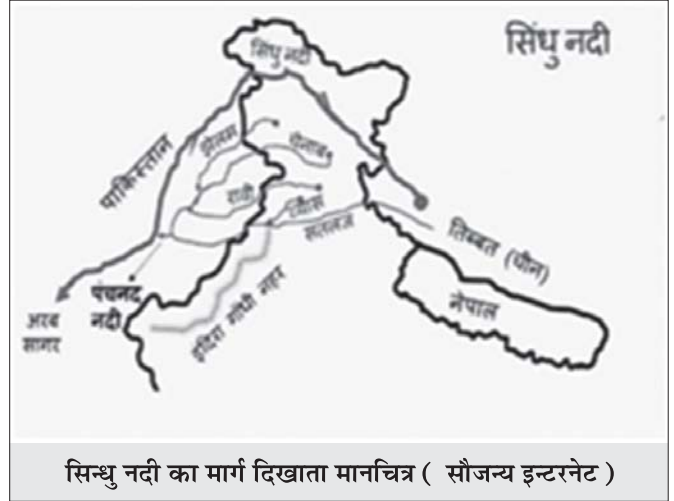 सिंधु नदी
सिंधु नदी
पाकिस्तान
झेलम
चेनाब
रावी
व्यास
सतलज
तिब्बत (चीन)
पंचनद
नदी
अरब
सागर
इंदिरा गाँधी नहर
नेपाल
सिन्धु नदी का मार्ग दिखाता मानचित्र ( सौजन्य इन्टरनेट )